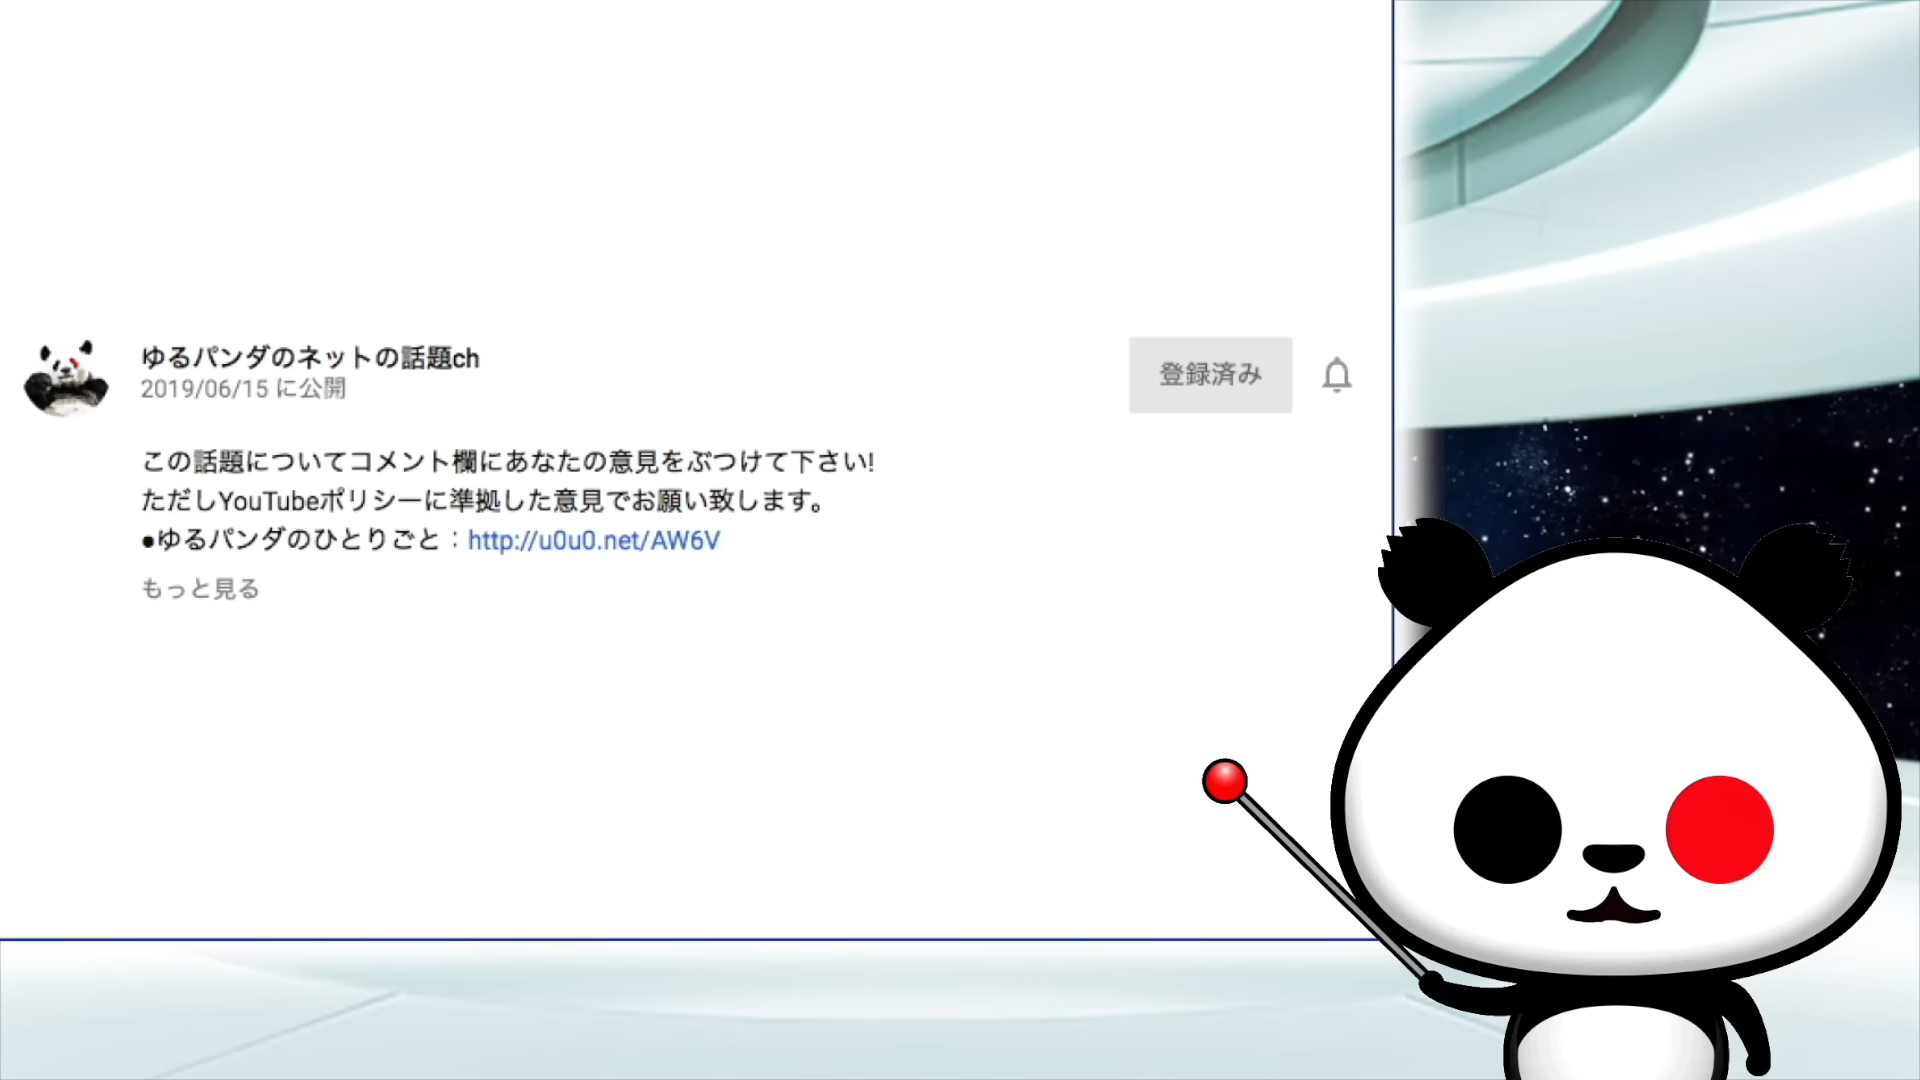 ゆるパンダのネットの話題ch
2019/06/15 に公開
登録済み
この話題についてコメント欄にあなたの意見をぶつけて下さい!
ただしYouTubeポリシーに準拠した意見でお願い致します。
●ゆるパンダのひとりごと：http://u0u0.net/AW6V
もっと見る